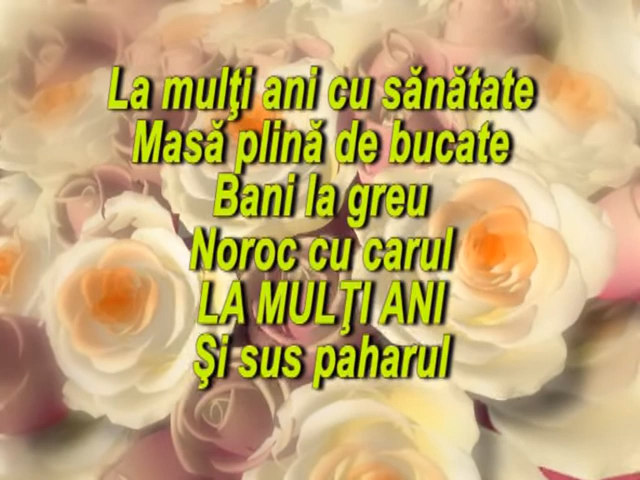 La mulţi ani cu sănătate
Masă plină de bucate
Bani la greu
Noroc cu carul
LA MULŢI ANI
Şi sus paharul